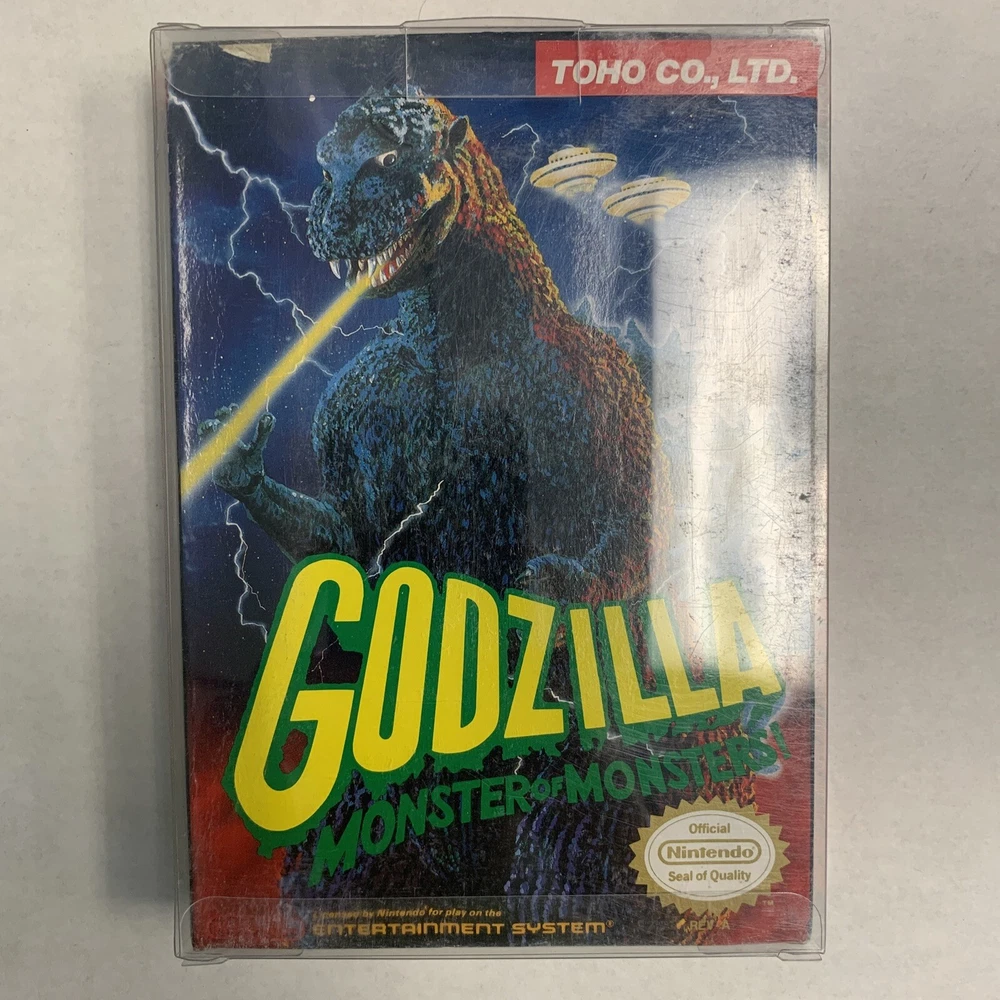 TOHO CO., LTD.
GODZILLA
MONSTER OF MONSTERS!
Official
Nintendo®
Seal of Quality
™
Licensed by Nintendo® for play on the
ENTERTAINMENT SYSTEM®
REV-A